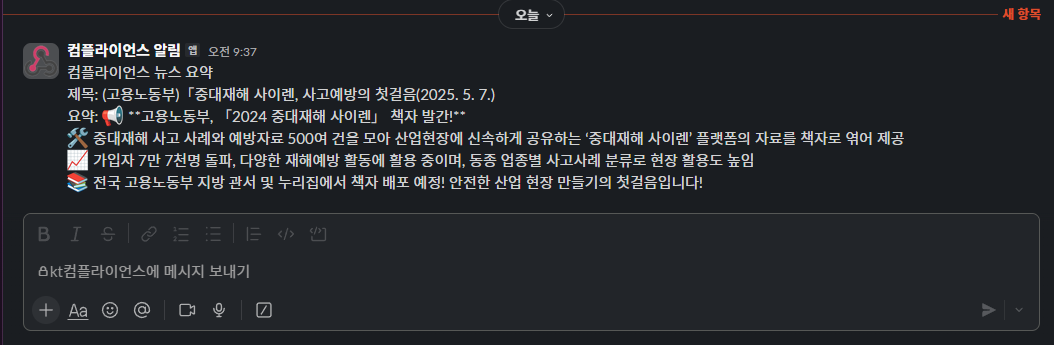 오늘
새 항목
컴플라이언스 알림 앱 오전 9:37
컴플라이언스 뉴스 요약
제목: (고용노동부)「중대재해 사이렌, 사고예방의 첫걸음(2025. 5. 7.)
요약: 📢 **고용노동부, 「2024 중대재해 사이렌」 책자 발간!**
🛠️ 중대재해 사고 사례와 예방자료 500여 건을 모아 산업현장에 신속하게 공유하는 ‘중대재해 사이렌’ 플랫폼의 자료를 책자로 엮어 제공
📈 가입자 7만 7천명 돌파, 다양한 재해예방 활동에 활용 중이며, 동종 업종별 사고사례 분류로 현장 활용도 높임
📚 전국 고용노동부 지방 관서 및 누리집에서 책자 배포 예정! 안전한 산업 현장 만들기의 첫걸음입니다!
B I S
kt컴플라이언스에 메시지 보내기
Aa